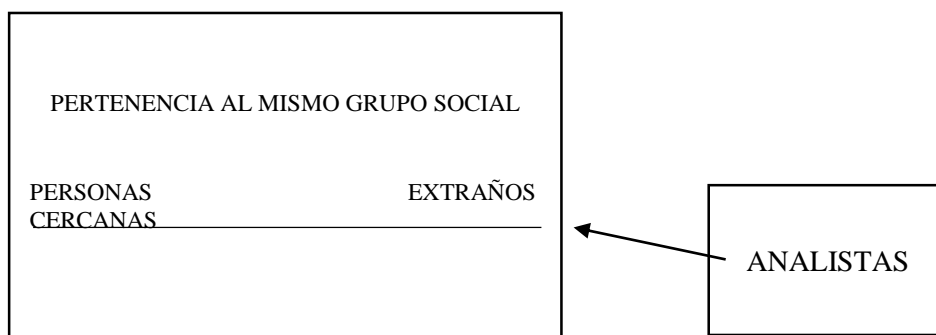 PERTENENCIA AL MISMO GRUPO SOCIAL
PERSONAS EXTRAÑOS
CERCANAS
ANALISTAS